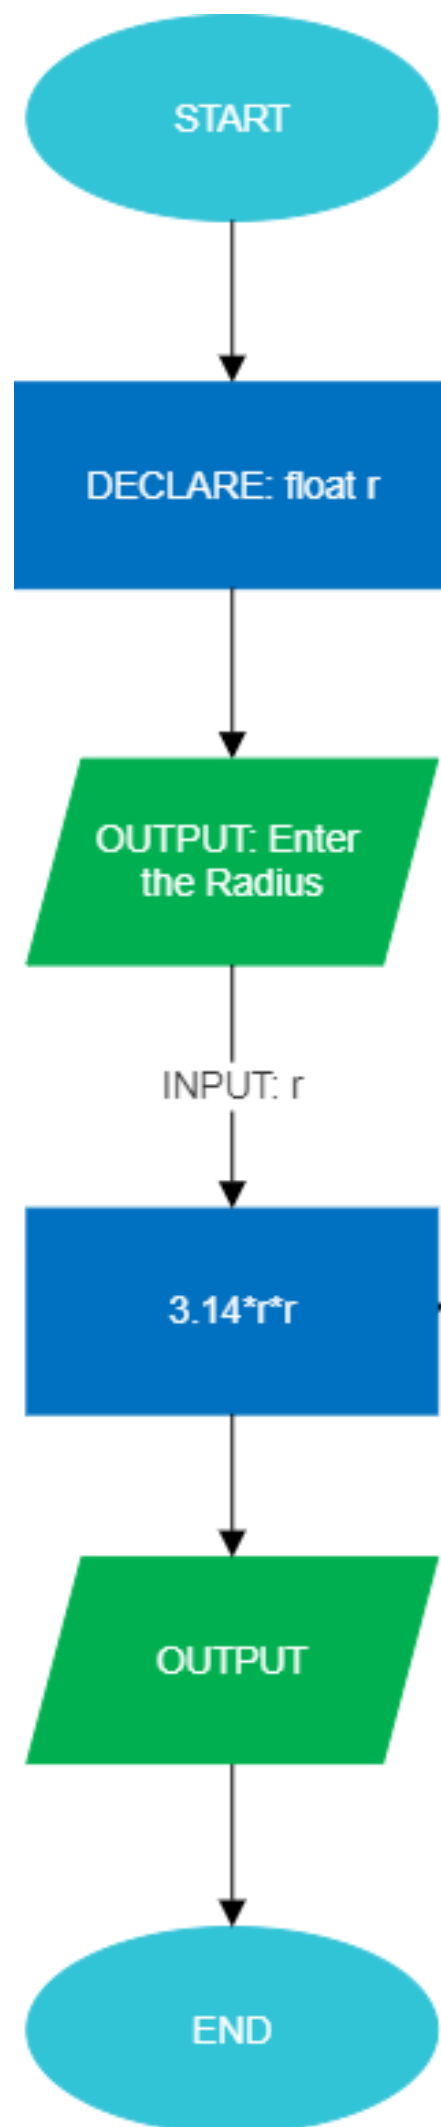 START
DECLARE: float r
OUTPUT: Enter
the Radius
INPUT: r
3.14*r*r
OUTPUT
END